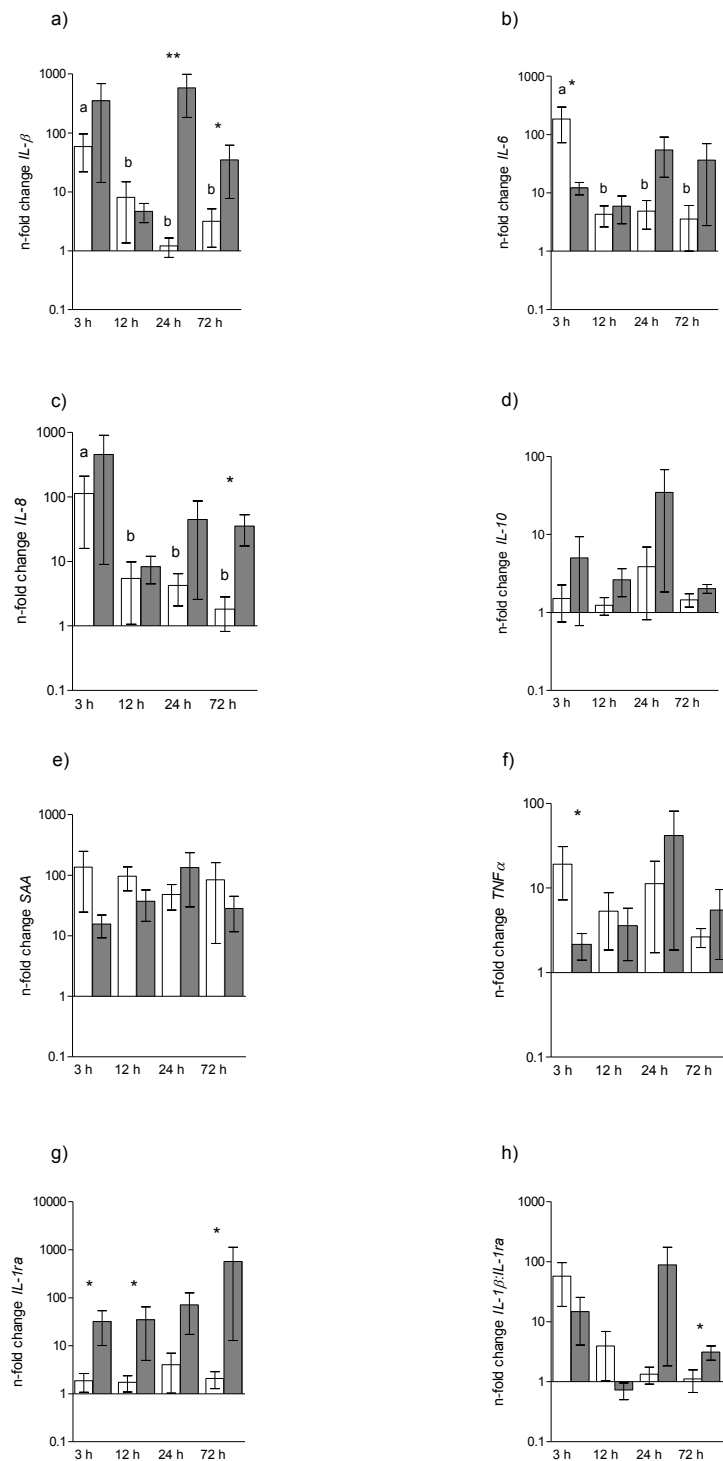 a)
**
1000
a
*
100
b
10
b
b
1
0.1
3 h 12 h 24 h 72 h
n-fold change IL-β
b)
1000
a *
100
b
b
b
10
1
0.1
3 h 12 h 24 h 72 h
n-fold change IL-6
c)
1000
a
*
100
b
b
b
10
1
0.1
3 h 12 h 24 h 72 h
n-fold change IL-8
d)
100
10
1
0.1
3 h 12 h 24 h 72 h
n-fold change IL-10
e)
1000
100
10
1
0.1
3 h 12 h 24 h 72 h
n-fold change SAA
f)
100
*
10
1
0.1
3 h 12 h 24 h 72 h
n-fold change TNFα
g)
10000
*
1000
* *
100
10
1
0.1
3 h 12 h 24 h 72 h
n-fold change IL-1ra
h)
1000
100
*
10
1
0.1
3 h 12 h 24 h 72 h
n-fold change IL-1β:IL-1ra